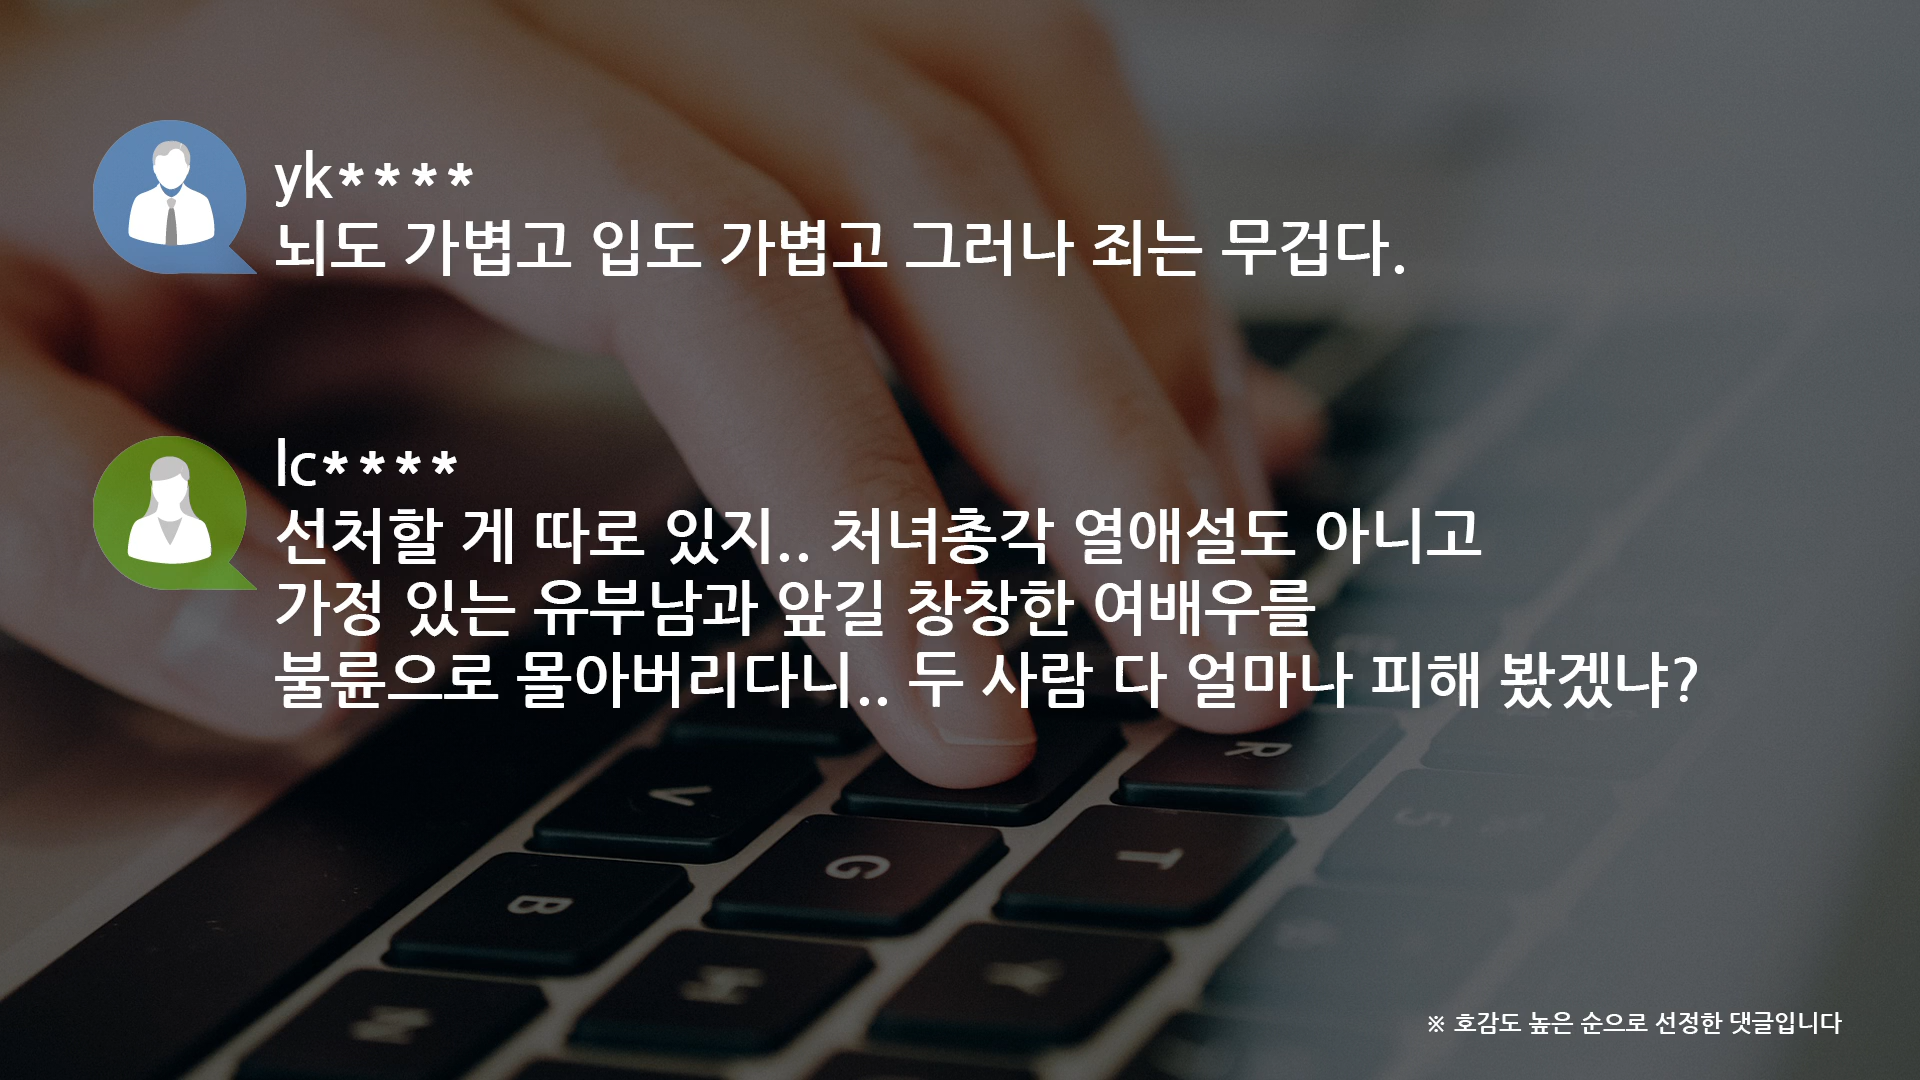 yk****
뇌도 가볍고 입도 가볍고 그러나 죄는 무겁다.
lc****
선처할 게 따로 있지.. 처녀총각 열애설도 아니고
가정 있는 유부남과 앞길 창창한 여배우를
불륜으로 몰아버리다니.. 두 사람 다 얼마나 피해 봤겠냐?
R
V
5
T
G
B
Y
H
N
※ 호감도 높은 순으로 선정한 댓글입니다